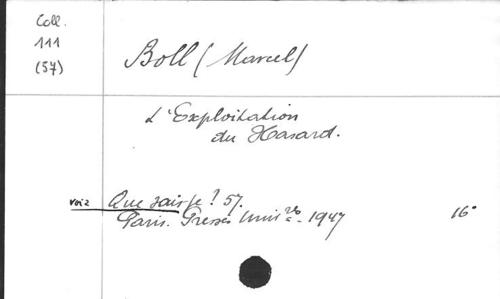 Coll.
111
(57)
Boll (Marcel)
L'Exploitation
du Hasard.
voir Que sais je? 57.
Paris. Presses Univ.res - 1947 16°